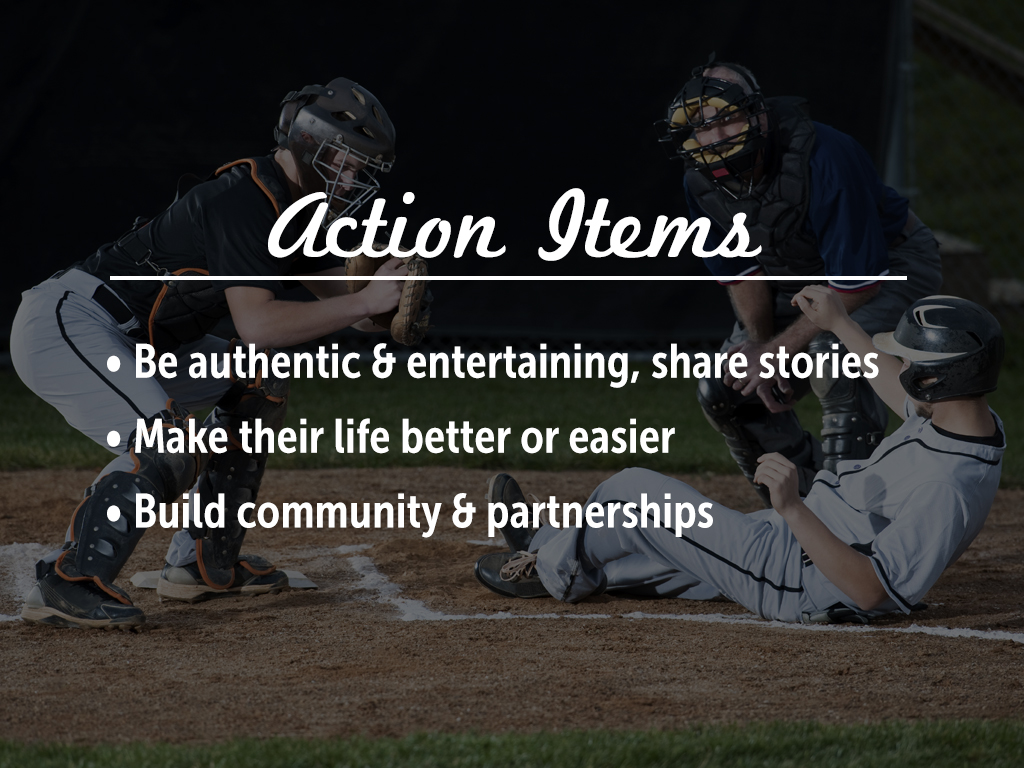 Action Items
• Be authentic & entertaining, share stories
• Make their life better or easier
• Build community & partnerships